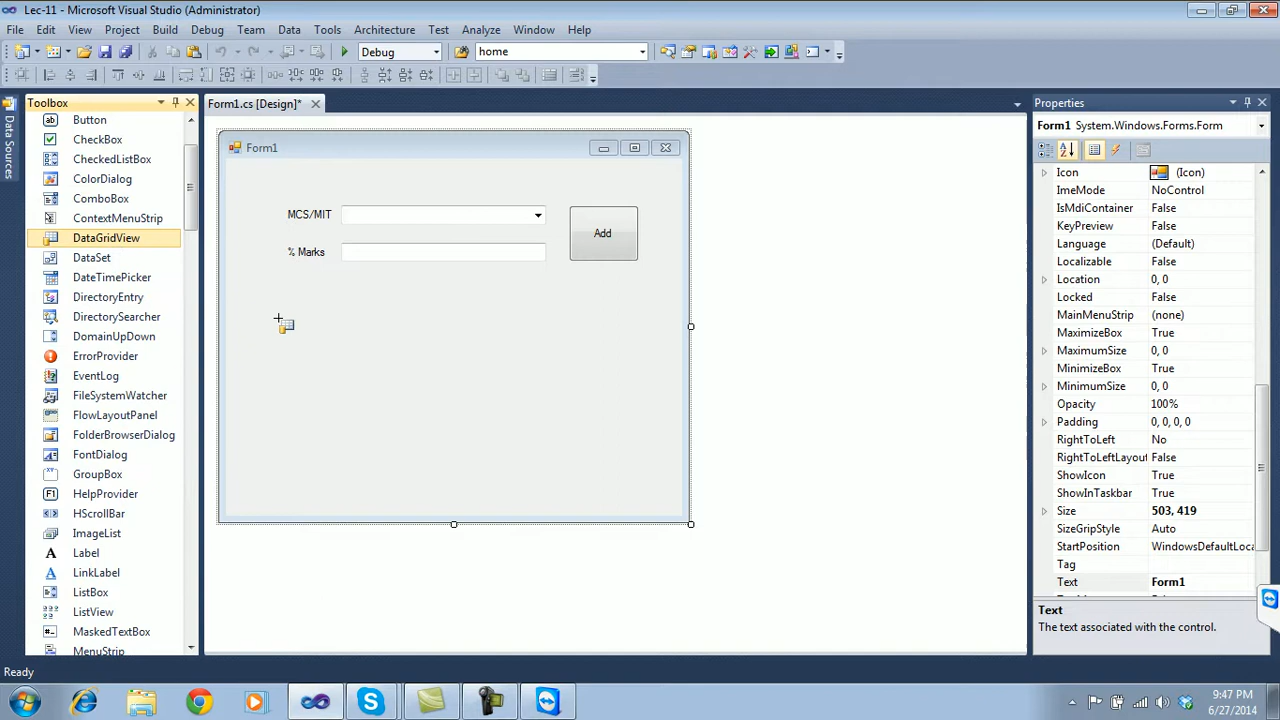 Lec-11 - Microsoft Visual Studio (Administrator)
File Edit View Project Build Debug Team Data Tools Architecture Test Analyze Window Help
Debug home
Toolbox
Form1.cs [Design]*
Properties
Data Sources
Button
CheckBox
CheckedListBox
ColorDialog
ComboBox
ContextMenuStrip
DataGridView
DataSet
DateTimePicker
DirectoryEntry
DirectorySearcher
DomainUpDown
ErrorProvider
EventLog
FileSystemWatcher
FlowLayoutPanel
FolderBrowserDialog
FontDialog
GroupBox
HelpProvider
HScrollBar
ImageList
Label
LinkLabel
ListBox
ListView
MaskedTextBox
MenuStrip
Form1
MCS/MIT
Add
% Marks
Form1 System.Windows.Forms.Form
Icon (Icon)
ImeMode NoControl
IsMdiContainer False
KeyPreview False
Language (Default)
Localizable False
Location 0, 0
Locked False
MainMenuStrip (none)
MaximizeBox True
MaximumSize 0, 0
MinimizeBox True
MinimumSize 0, 0
Opacity 100%
Padding 0, 0, 0, 0
RightToLeft No
RightToLeftLayou False
ShowIcon True
ShowInTaskbar True
Size 503, 419
SizeGripStyle Auto
StartPosition WindowsDefaultLoca
Tag
Text Form1
Text
The text associated with the control.
Ready
9:47 PM
6/27/2014